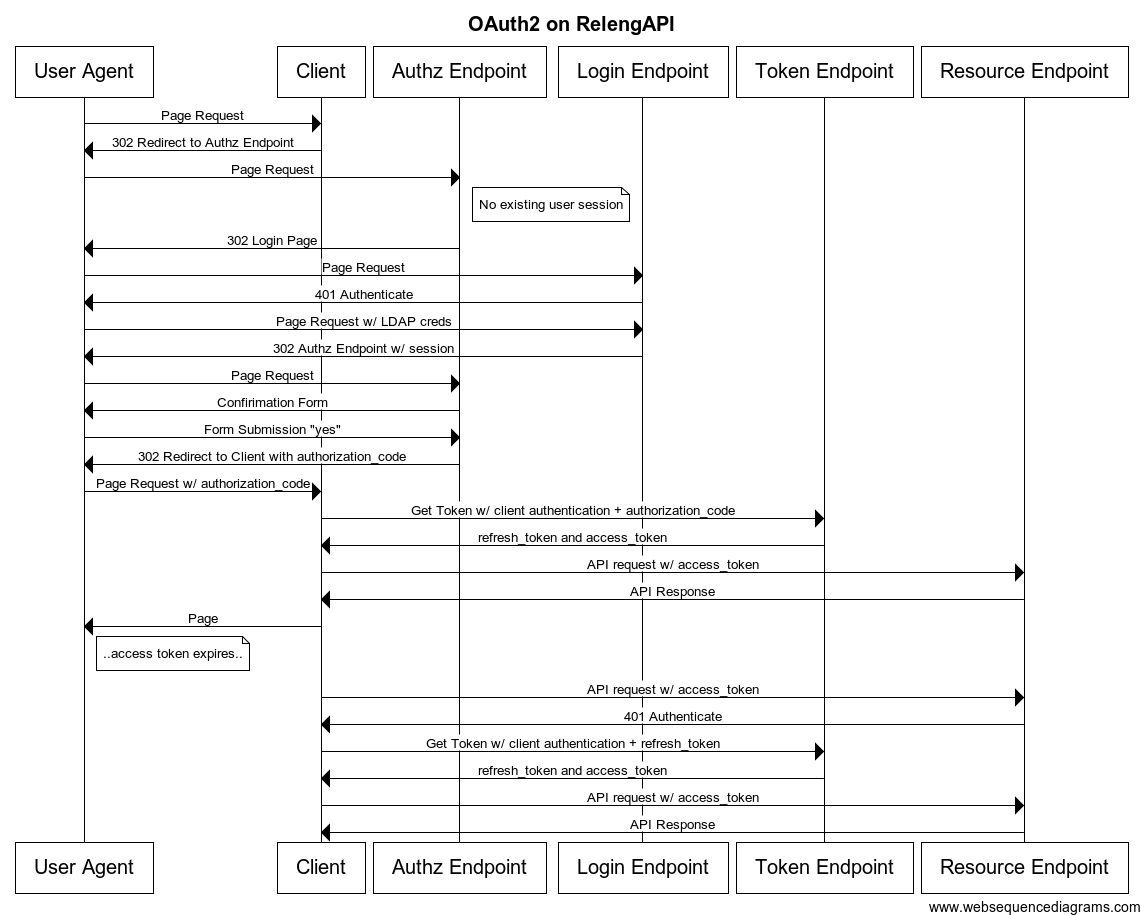 OAuth2 on RelengAPI
User Agent
Client
Authz Endpoint
Login Endpoint
Token Endpoint
Resource Endpoint
Page Request
302 Redirect to Authz Endpoint
Page Request
No existing user session
302 Login Page
Page Request
401 Authenticate
Page Request w/ LDAP creds
302 Authz Endpoint w/ session
Page Request
Confirimation Form
Form Submission "yes"
302 Redirect to Client with authorization_code
Page Request w/ authorization_code
Get Token w/ client authentication + authorization_code
refresh_token and access_token
API request w/ access_token
API Response
Page
..access token expires..
API request w/ access_token
401 Authenticate
Get Token w/ client authentication + refresh_token
refresh_token and access_token
API request w/ access_token
API Response
User Agent
Client
Authz Endpoint
Login Endpoint
Token Endpoint
Resource Endpoint
www.websequencediagrams.com